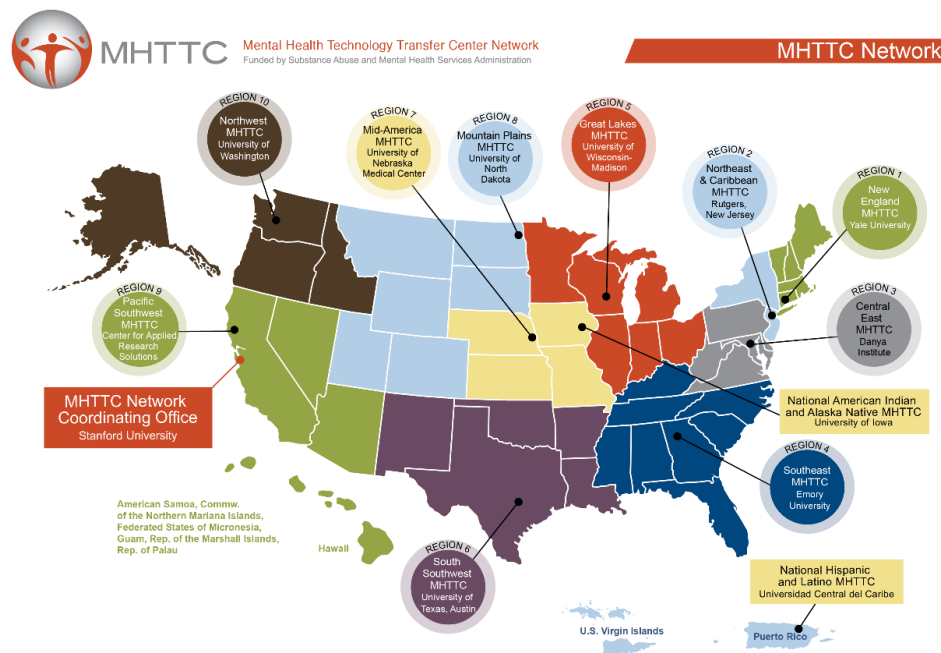 MHTTC
Mental Health Technology Transfer Center Network
Funded by Substance Abuse and Mental Health Services Administration
MHTTC Network
REGION 10
Northwest
MHTTC
University of
Washington
REGION 7
Mid-America
MHTTC
University of
Nebraska
Medical Center
REGION 8
Mountain Plains
MHTTC
University of
North
Dakota
REGION 5
Great Lakes
MHTTC
University of
Wisconsin-
Madison
REGION 2
Northeast
& Caribbean
MHTTC
Rutgers,
New Jersey
REGION 1
New
England
MHTTC
Yale University
REGION 9
Pacific
Southwest
MHTTC
Center for Applied
Research
Solutions
REGION 3
Central
East
MHTTC
Danya
Institute
MHTTC Network
Coordinating Office
Stanford University
National American Indian
and Alaska Native MHTTC
University of Iowa
REGION 4
Southeast
MHTTC
Emory
University
American Samoa, Commw.
of the Northern Mariana Islands,
Federated States of Micronesia,
Guam, Rep. of the Marshall Islands,
Rep. of Palau
Hawaii
REGION 6
South
Southwest
MHTTC
University of
Texas, Austin
National Hispanic
and Latino MHTTC
Universidad Central del Caribe
U.S. Virgin Islands
Puerto Rico